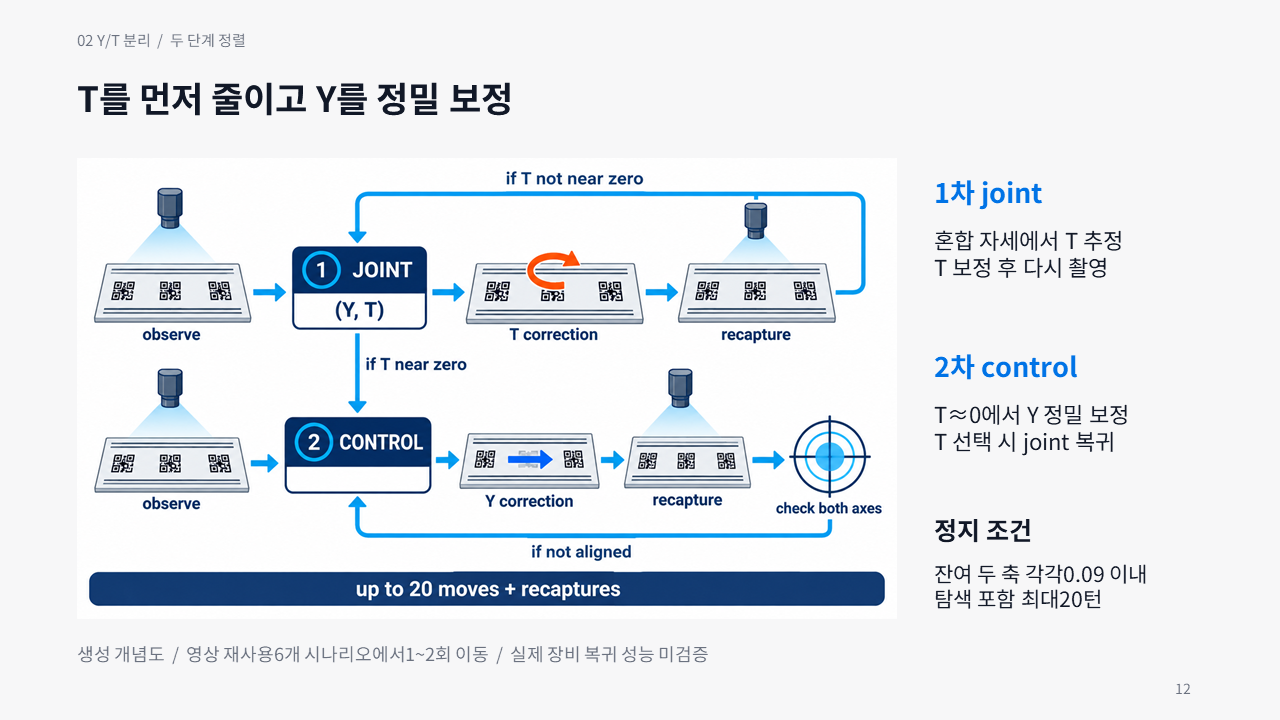 02 Y/T 분리 / 두 단계 정렬
T를 먼저 줄이고 Y를 정밀 보정
if T not near zero
1 JOINT
(Y, T)
observe
T correction
recapture
if T near zero
2 CONTROL
observe
Y correction
recapture
check both axes
if not aligned
up to 20 moves + recaptures
1차 joint
혼합 자세에서 T 추정
T 보정 후 다시 촬영
2차 control
T≈0에서 Y 정밀 보정
T 선택 시 joint 복귀
정지 조건
잔여 두 축 각각0.09 이내
탐색 포함 최대20턴
생성 개념도 / 영상 재사용6개 시나리오에서1~2회 이동 / 실제 장비 복귀 성능 미검증
12